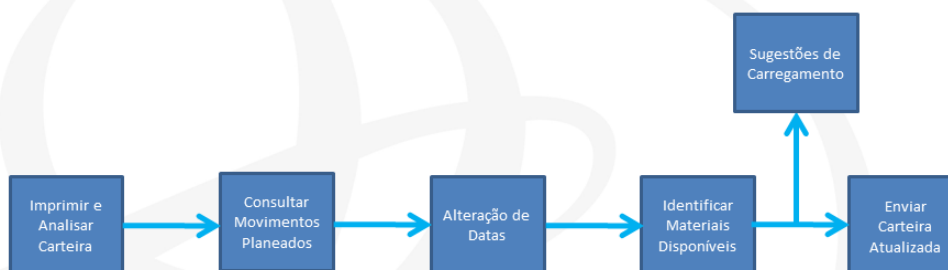 Sugestões de
Carregamento
Imprimir e
Analisar
Carteira
Consultar
Movimentos
Planeados
Alteração de
Datas
Identificar
Materiais
Disponíveis
Enviar
Carteira
Atualizada